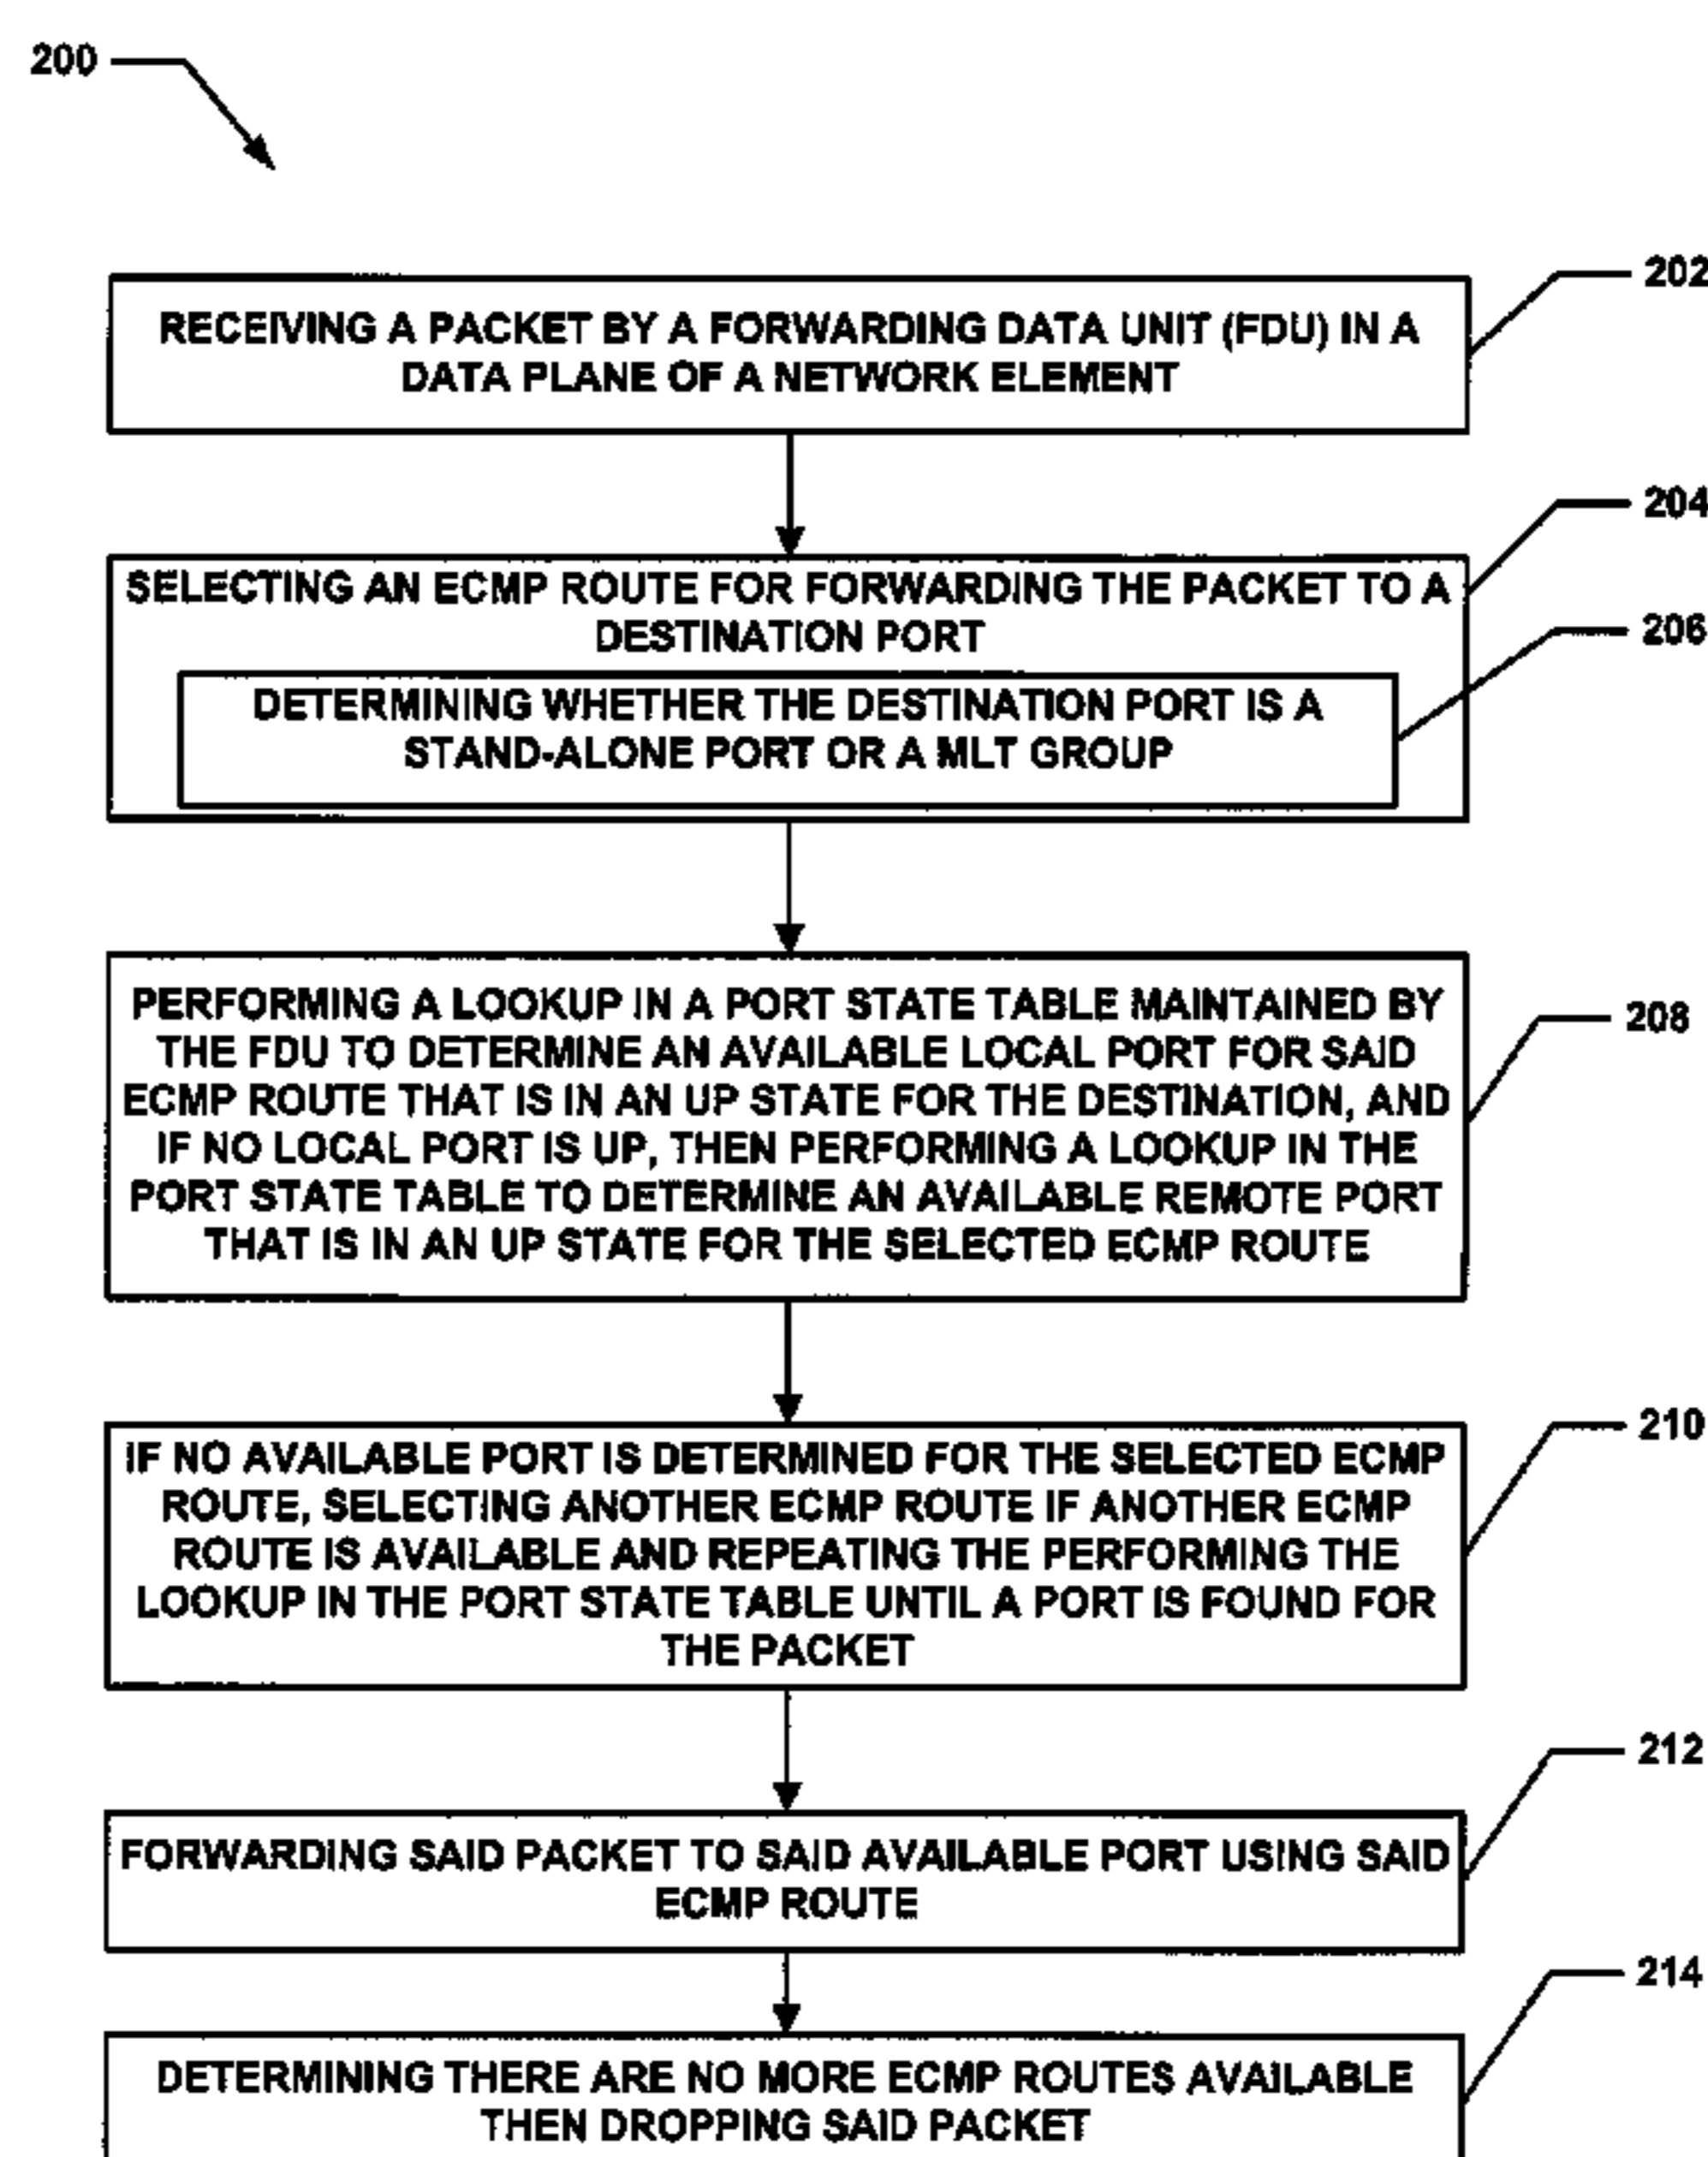 200
202
RECEIVING A PACKET BY A FORWARDING DATA UNIT (FDU) IN A
DATA PLANE OF A NETWORK ELEMENT
204
SELECTING AN ECMP ROUTE FOR FORWARDING THE PACKET TO A
DESTINATION PORT
206
DETERMINING WHETHER THE DESTINATION PORT IS A
STAND-ALONE PORT OR A MLT GROUP
208
PERFORMING A LOOKUP IN A PORT STATE TABLE MAINTAINED BY
THE FDU TO DETERMINE AN AVAILABLE LOCAL PORT FOR SAID
ECMP ROUTE THAT IS IN AN UP STATE FOR THE DESTINATION, AND
IF NO LOCAL PORT IS UP, THEN PERFORMING A LOOKUP IN THE
PORT STATE TABLE TO DETERMINE AN AVAILABLE REMOTE PORT
THAT IS IN AN UP STATE FOR THE SELECTED ECMP ROUTE
210
IF NO AVAILABLE PORT IS DETERMINED FOR THE SELECTED ECMP
ROUTE, SELECTING ANOTHER ECMP ROUTE IF ANOTHER ECMP
ROUTE IS AVAILABLE AND REPEATING THE PERFORMING THE
LOOKUP IN THE PORT STATE TABLE UNTIL A PORT IS FOUND FOR
THE PACKET
212
FORWARDING SAID PACKET TO SAID AVAILABLE PORT USING SAID
ECMP ROUTE
214
DETERMINING THERE ARE NO MORE ECMP ROUTES AVAILABLE
THEN DROPPING SAID PACKET